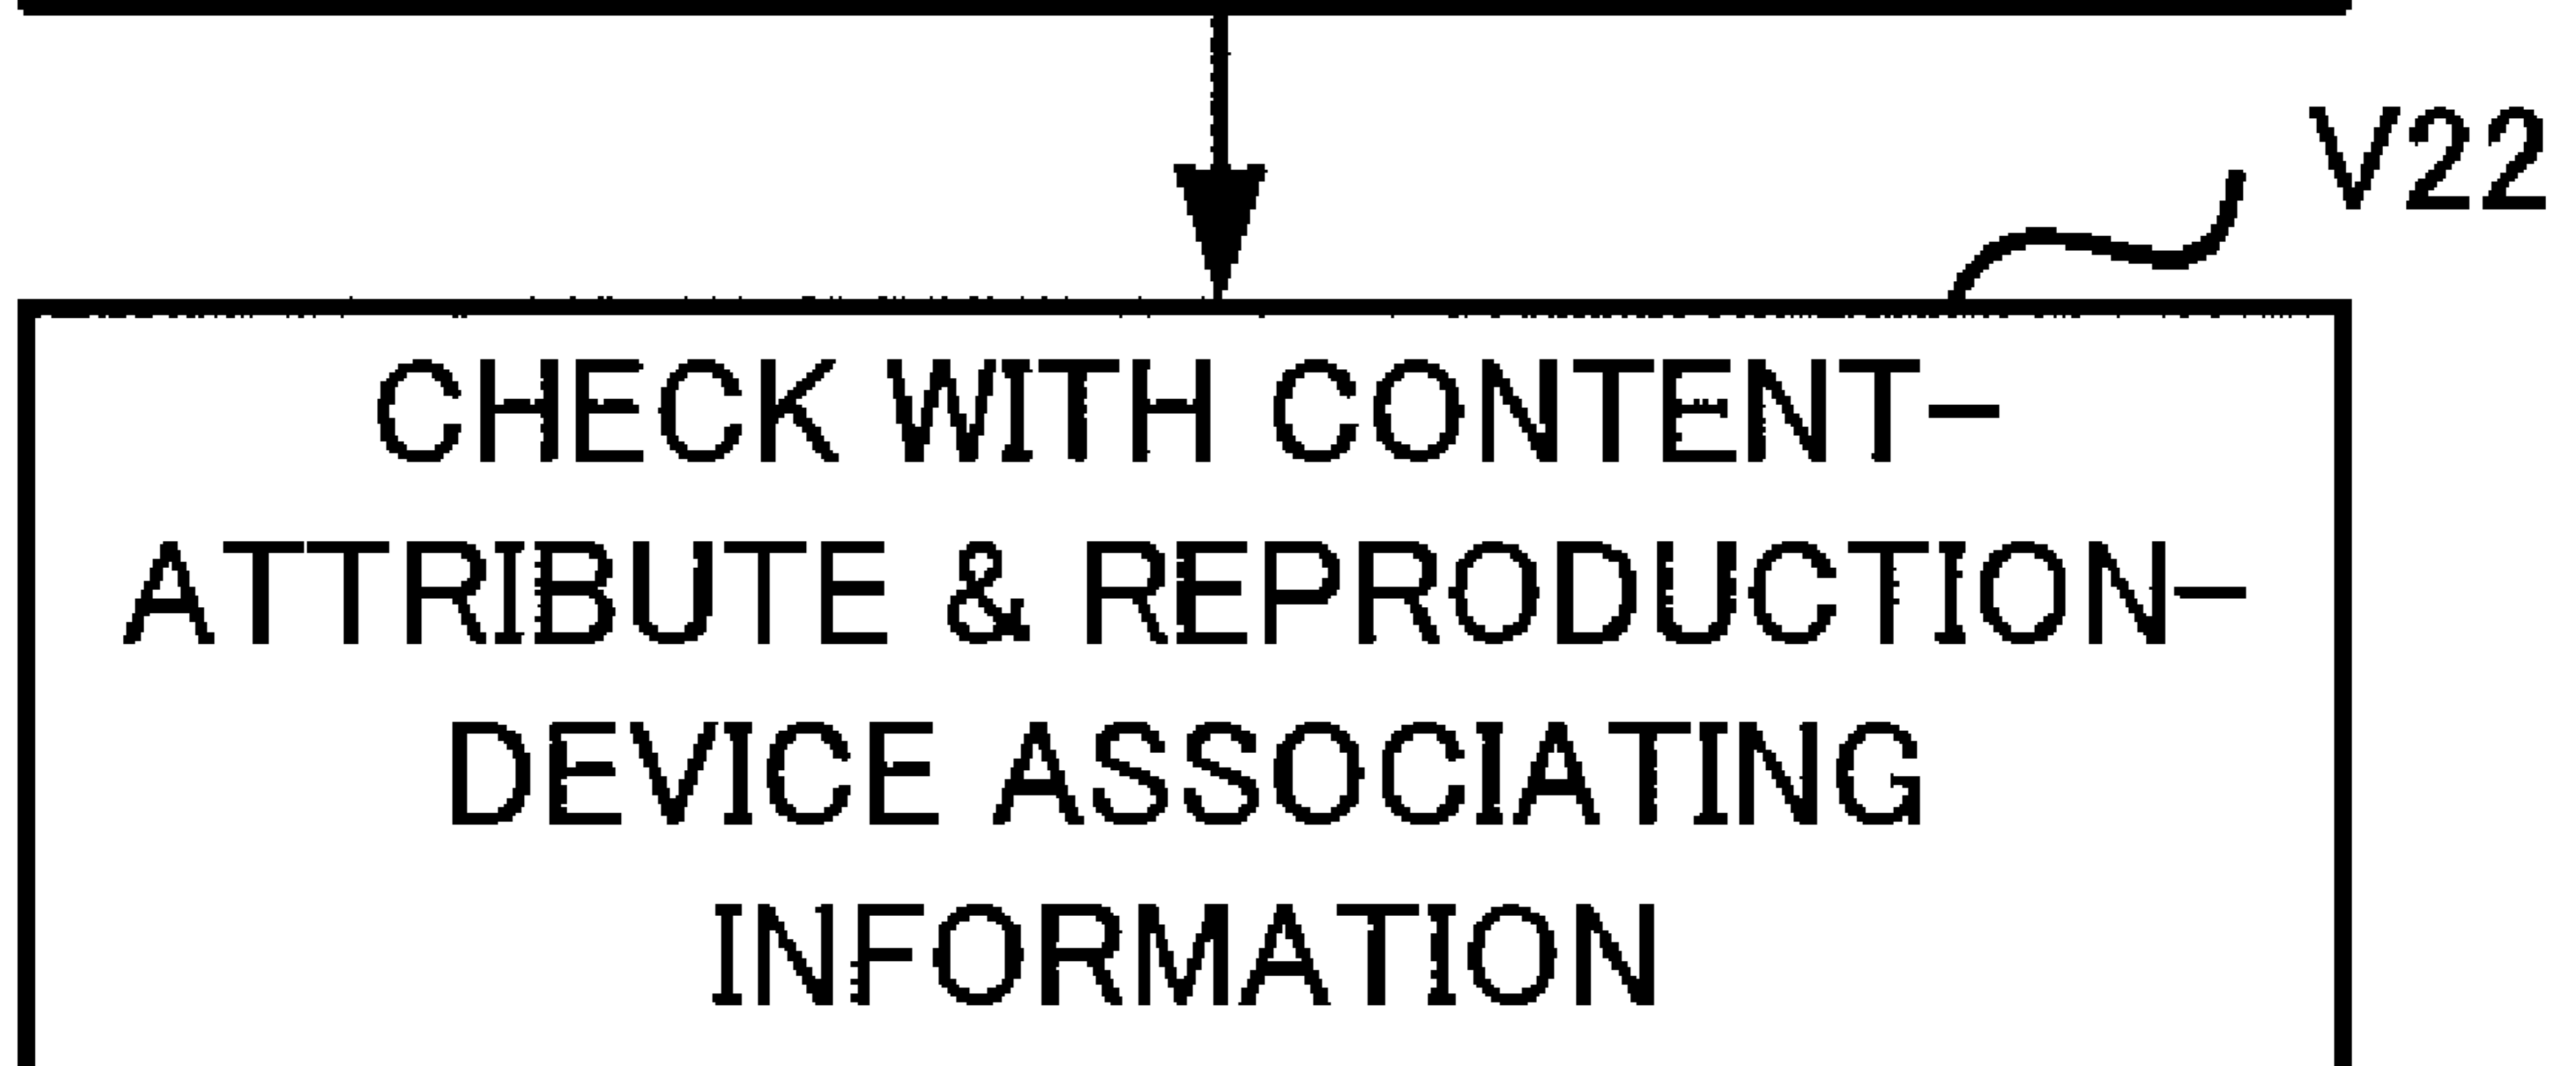 V22
CHECK WITH CONTENT-
ATTRIBUTE & REPRODUCTION-
DEVICE ASSOCIATING
INFORMATION